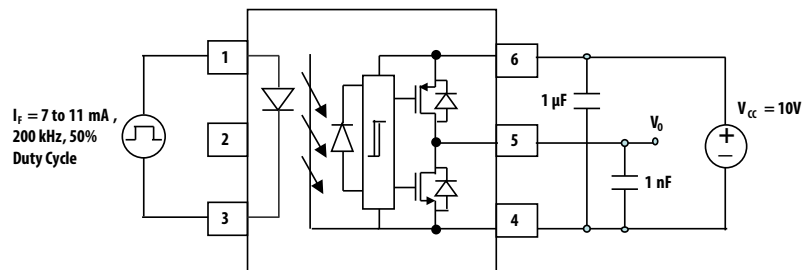 1
6
1 µF
I_F = 7 to 11 mA ,
200 kHz, 50%
Duty Cycle
2
5
V_O
V_CC = 10V
+
−
1 nF
3
4